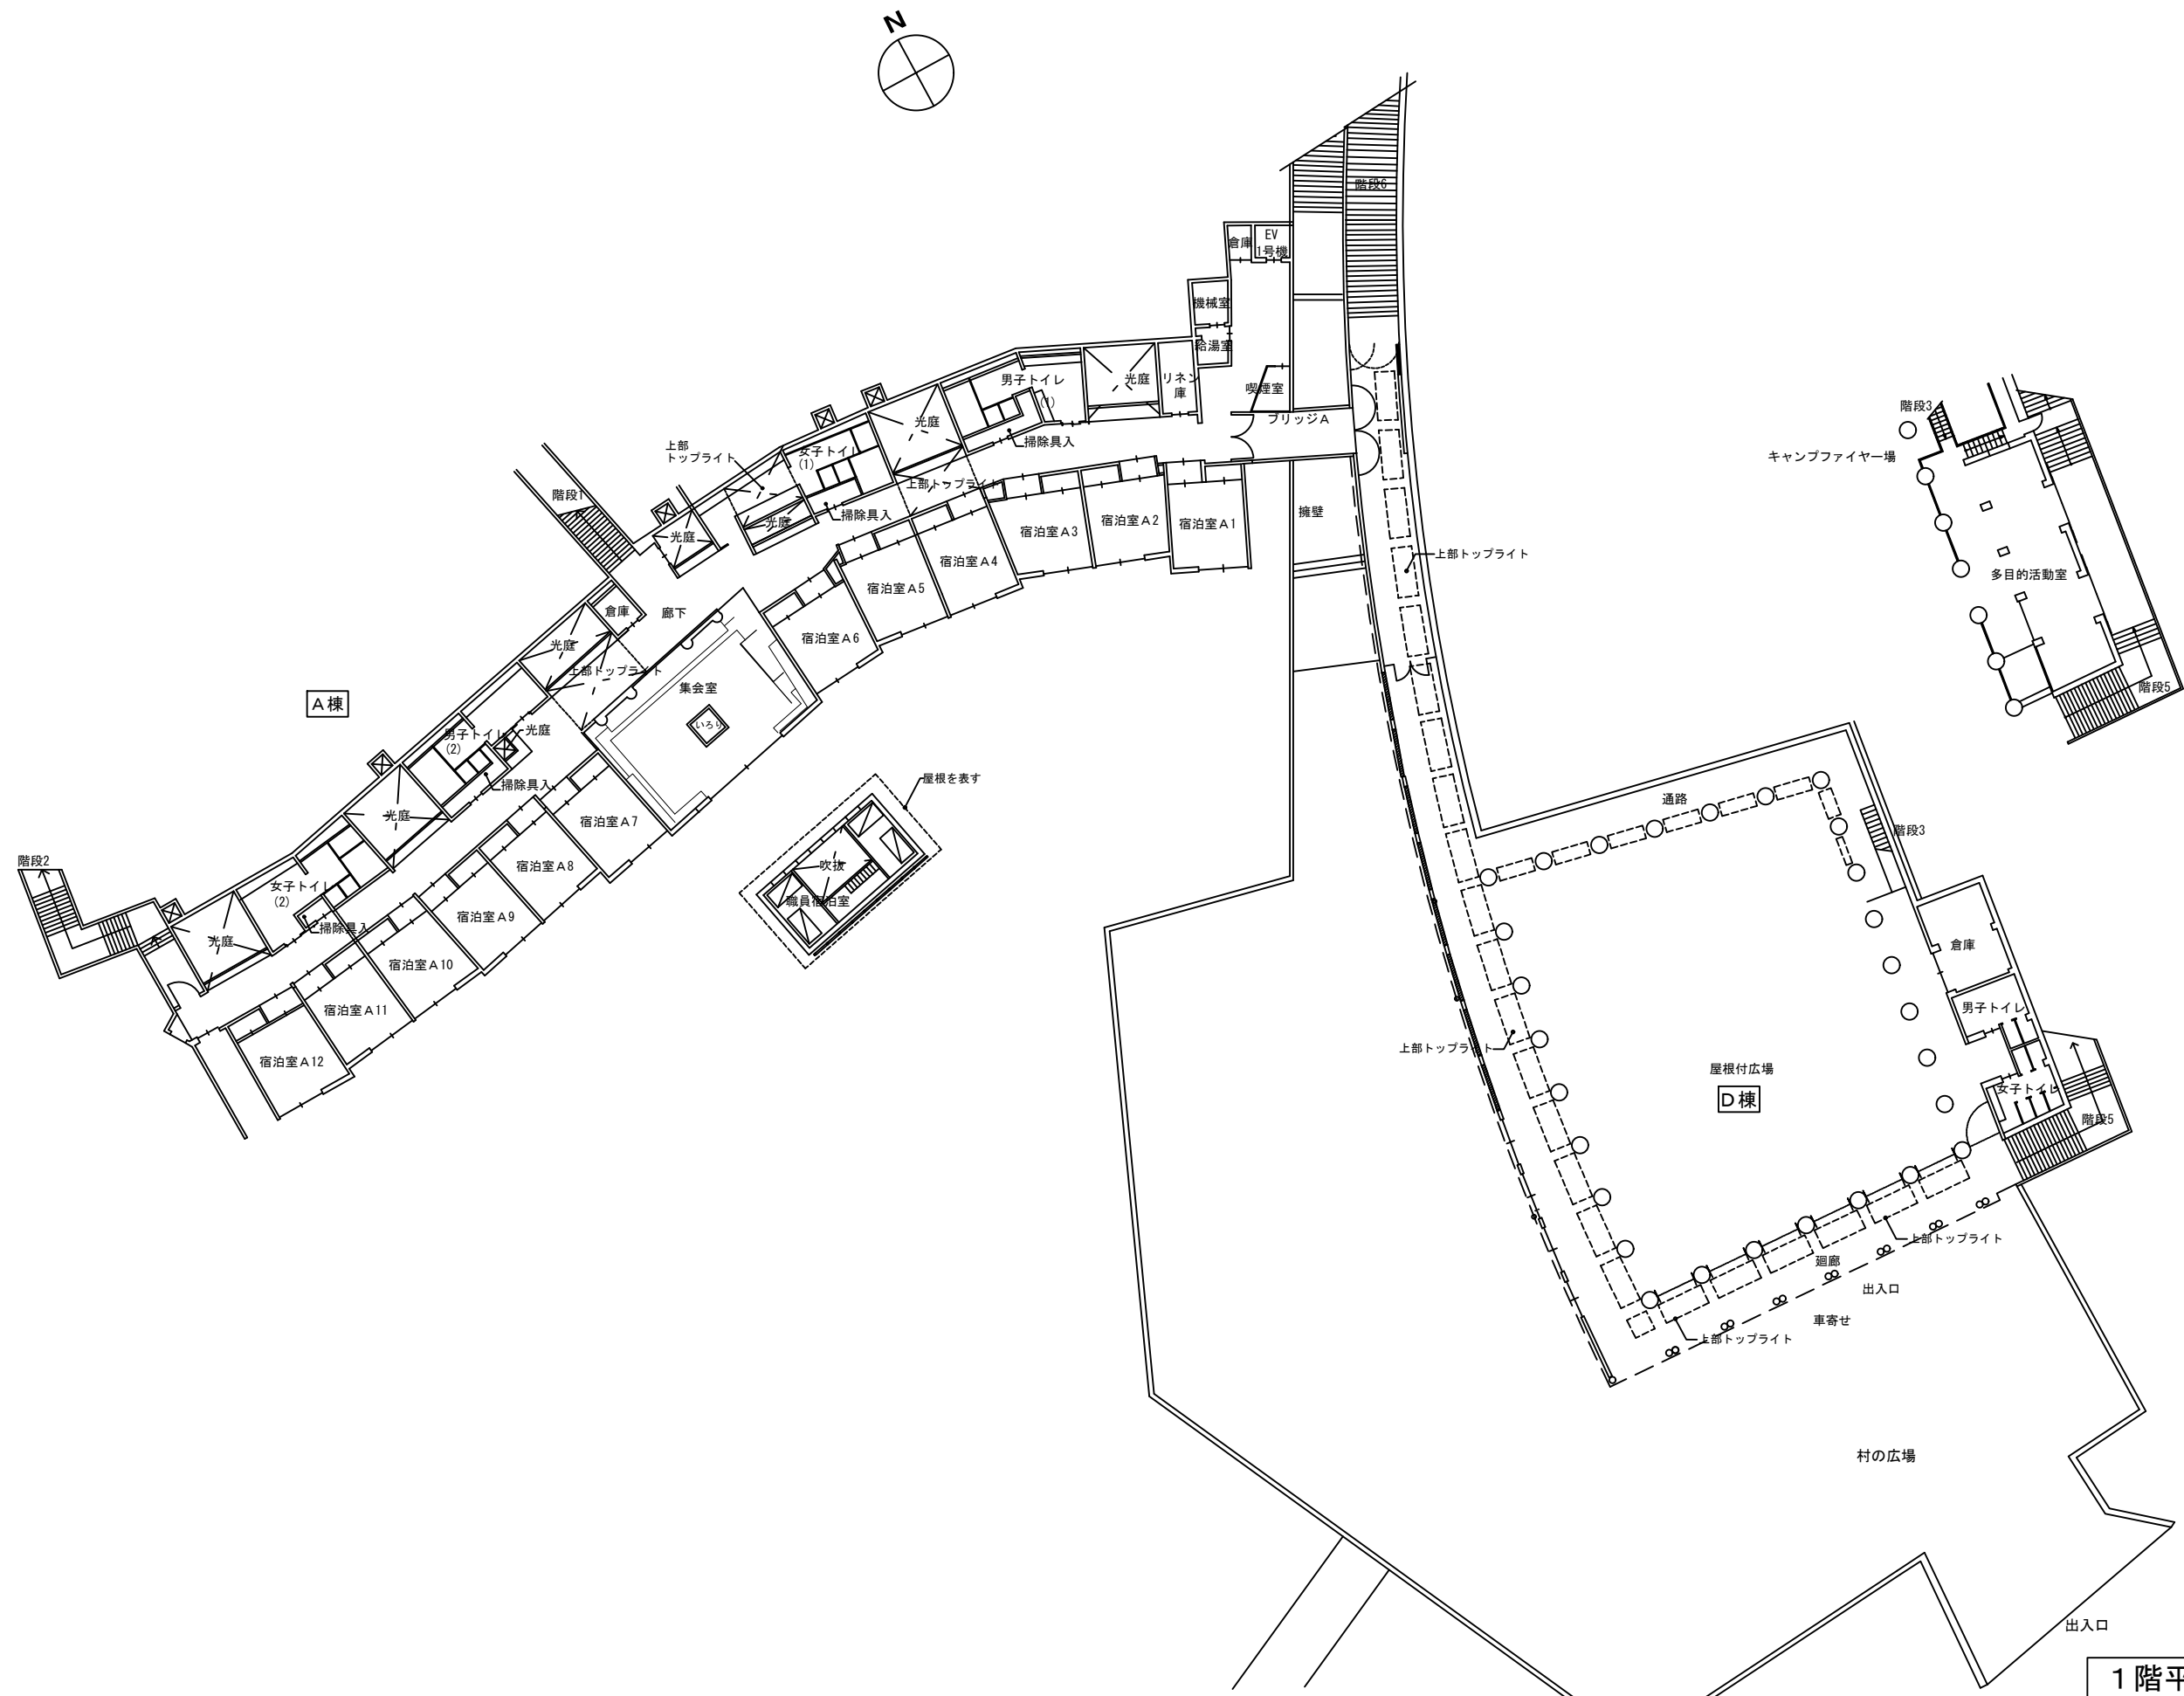 N
階段6
倉庫
EV
1号機
機械室
給湯室
喫煙室
ブリッジA
リネン
庫
光庭
男子トイレ
(1)
掃除具入
光庭
女子トイレ
(1)
掃除具入
上部
トップライト
光庭
上部トップライト
光庭
階段1
倉庫
廊下
光庭
上部トップライト
集会室
いろり
宿泊室A1
宿泊室A2
宿泊室A3
宿泊室A4
宿泊室A5
宿泊室A6
擁壁
上部トップライト
階段3
キャンプファイヤー場
多目的活動室
階段5
A棟
男子トイレ
(2)
光庭
掃除具入
光庭
宿泊室A7
宿泊室A8
宿泊室A9
宿泊室A10
宿泊室A11
宿泊室A12
階段2
女子トイレ
(2)
掃除具入
光庭
屋根を表す
吹抜
職員宿泊室
通路
階段3
倉庫
男子トイレ
女子トイレ
階段5
上部トップライト
屋根付広場
D棟
上部トップライト
廻廊
出入口
車寄せ
上部トップライト
村の広場
出入口
1階平